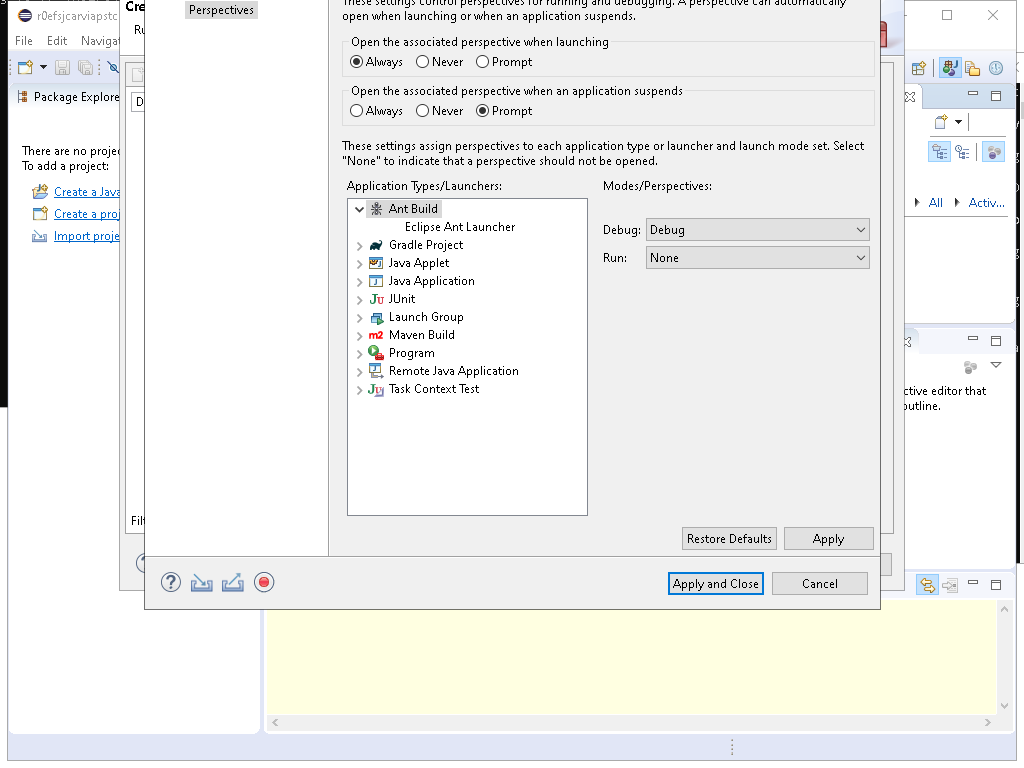 Perspectives
These settings control perspectives for running and debugging. A perspective can automatically
open when launching or when an application suspends.
Open the associated perspective when launching
Always Never Prompt
Open the associated perspective when an application suspends
Always Never Prompt
These settings assign perspectives to each application type or launcher and launch mode set. Select
"None" to indicate that a perspective should not be opened.
Application Types/Launchers:
Modes/Perspectives:
Ant Build
Eclipse Ant Launcher
Gradle Project
Java Applet
Java Application
JUnit
Launch Group
Maven Build
Program
Remote Java Application
Task Context Test
Debug: Debug
Run: None
Restore Defaults
Apply
Apply and Close
Cancel
r0efsjcarviapstc
File Edit Navigat
Package Explore
There are no projec
To add a project:
Create a Java
Create a proj
Import proje
Cre
Ru
D
Filt
All
Activ...
ctive editor that
outline.